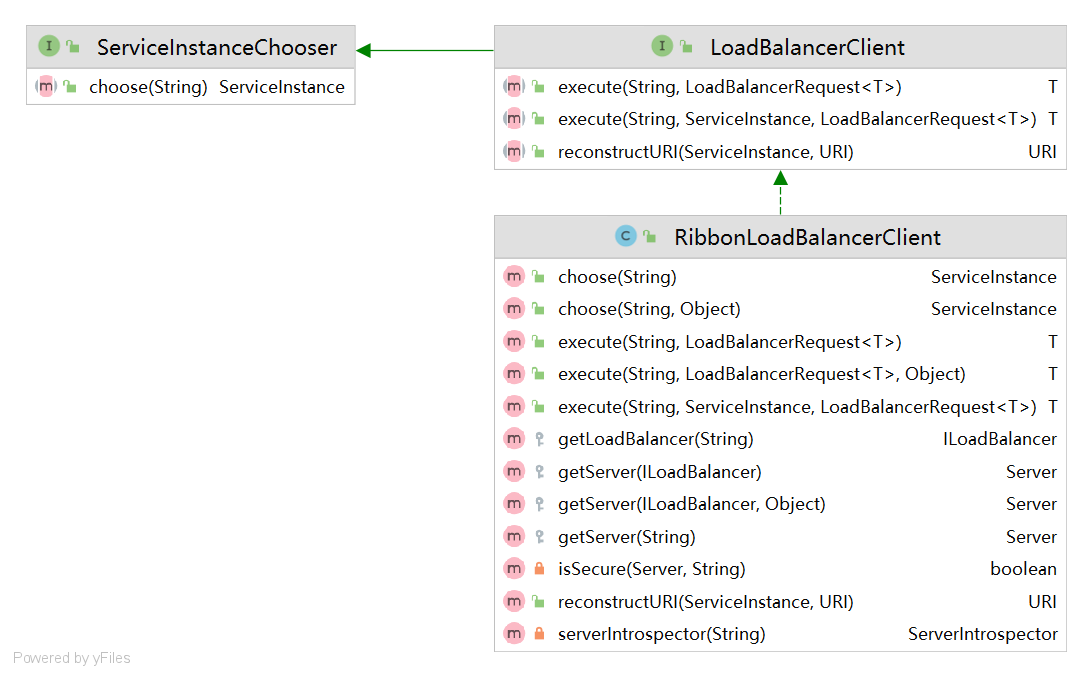 ServiceInstanceChooser
choose(String) ServiceInstance
LoadBalancerClient
execute(String, LoadBalancerRequest<T>) T
execute(String, ServiceInstance, LoadBalancerRequest<T>) T
reconstructURI(ServiceInstance, URI) URI
RibbonLoadBalancerClient
choose(String) ServiceInstance
choose(String, Object) ServiceInstance
execute(String, LoadBalancerRequest<T>) T
execute(String, LoadBalancerRequest<T>, Object) T
execute(String, ServiceInstance, LoadBalancerRequest<T>) T
getLoadBalancer(String) ILoadBalancer
getServer(ILoadBalancer) Server
getServer(ILoadBalancer, Object) Server
getServer(String) Server
isSecure(Server, String) boolean
reconstructURI(ServiceInstance, URI) URI
serverIntrospector(String) ServerIntrospector
Powered by yFiles